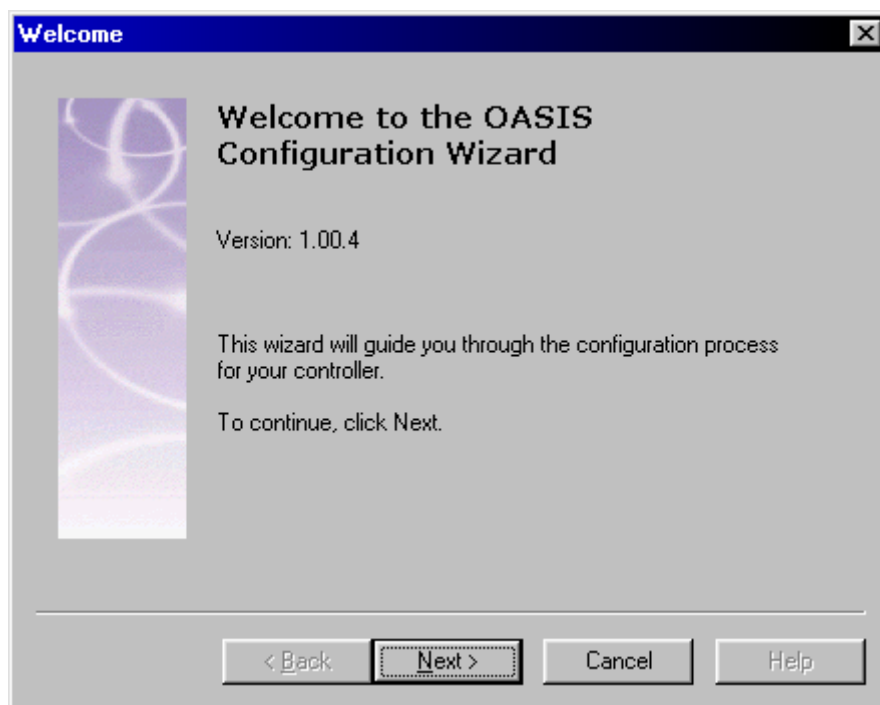 Welcome
Welcome to the OASIS
Configuration Wizard
Version: 1.00.4
This wizard will guide you through the configuration process
for your controller.
To continue, click Next.
< Back
Next >
Cancel
Help